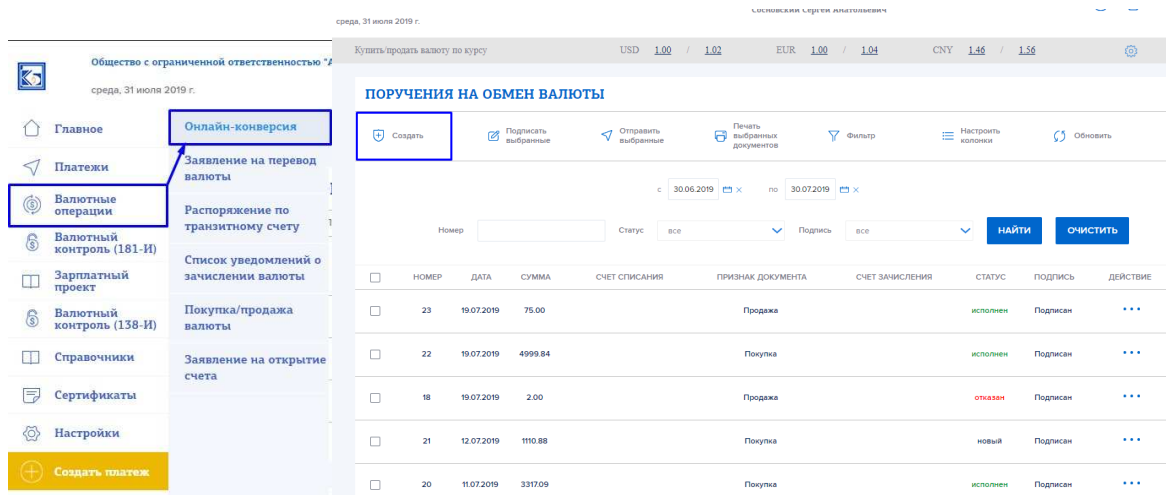 Общество с ограниченной ответственностью "А
среда, 31 июля 2019 г.
Главное
Платежи
Валютные
операции
Валютный
контроль (181-И)
Зарплатный
проект
Валютный
контроль (138-И)
Справочники
Сертификаты
Настройки
Создать платеж
Онлайн-конверсия
Заявление на перевод
валюты
Распоряжение по
транзитному счету
Список уведомлений о
зачислении валюты
Покупка/продажа
валюты
Заявление на открытие
счета
Сосновский Сергей Анатольевич
среда, 31 июля 2019 г.
Купить/продать валюту по курсу USD 1.00 / 1.02 EUR 1.00 / 1.04 CNY 1.46 / 1.56
ПОРУЧЕНИЯ НА ОБМЕН ВАЛЮТЫ
Создать
Подписать
выбранные
Отправить
выбранные
Печать
выбранных
документов
Фильтр
Настроить
колонки
Обновить
с 30.06.2019 по 30.07.2019
Номер Статус все Подпись все НАЙТИ ОЧИСТИТЬ
НОМЕР ДАТА СУММА СЧЕТ СПИСАНИЯ ПРИЗНАК ДОКУМЕНТА СЧЕТ ЗАЧИСЛЕНИЯ СТАТУС ПОДПИСЬ ДЕЙСТВИЕ
23 19.07.2019 75.00 Продажа исполнен Подписан
22 19.07.2019 4999.84 Покупка исполнен Подписан
18 19.07.2019 2.00 Продажа отказан Подписан
21 12.07.2019 1110.88 Покупка новый Подписан
20 11.07.2019 3317.09 Покупка исполнен Подписан